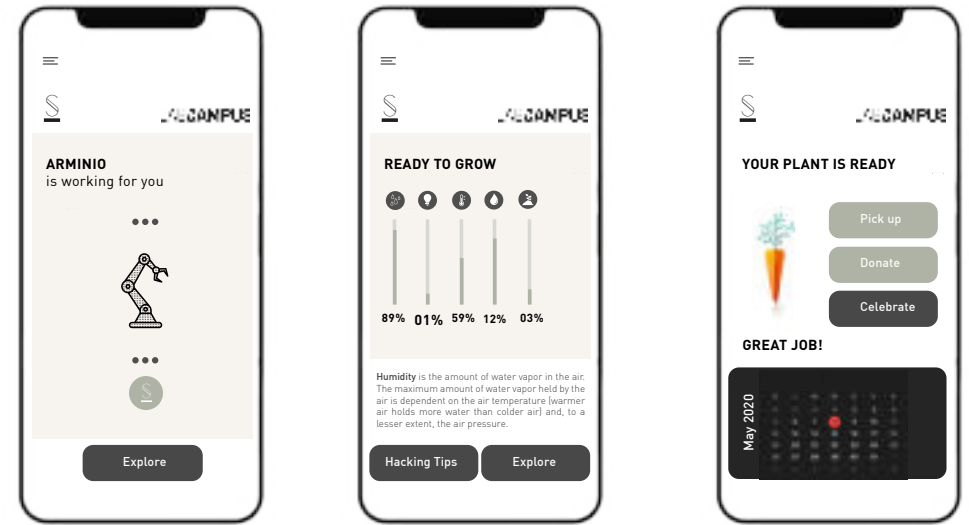 S
ARMINIO
is working for you
S
Explore
S
READY TO GROW
89% 01% 59% 12% 03%
Humidity is the amount of water vapor in the air.
The maximum amount of water vapor held by the
air is dependent on the air temperature (warmer
air holds more water than colder air) and, to a
lesser extent, the air pressure.
Hacking Tips Explore
S
YOUR PLANT IS READY
Pick up
Donate
Celebrate
GREAT JOB!
May 2020